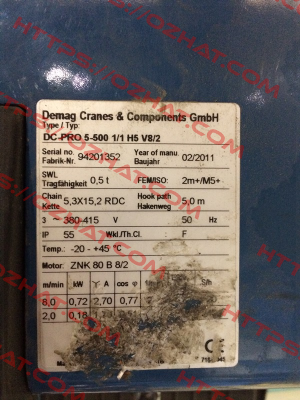 HTTPS://OZHAT.COM
Demag Cranes & Components GmbH
Type / Typ:
DC-PRO 5-500 1/1 H5 V8/2
Serial no. Year of manu.
Fabrik-Nr. 94201352 Baujahr 02/2011
SWL
Tragfähigkeit 0,5 t FEM/ISO: 2m+/M5+
Chain Hook path
Kette 5,3X15,2 RDC Hakenweg 5,0 m
3 ~ 380-415 V 50 Hz
IP 55 Wkl/Th.Cl. F
Temp.: -20 - +45 °C
Motor: ZNK 80 B 8/2
m/min kW A cos φ
8,0 0,72 2,70 0,77
2,0 0,18
CE